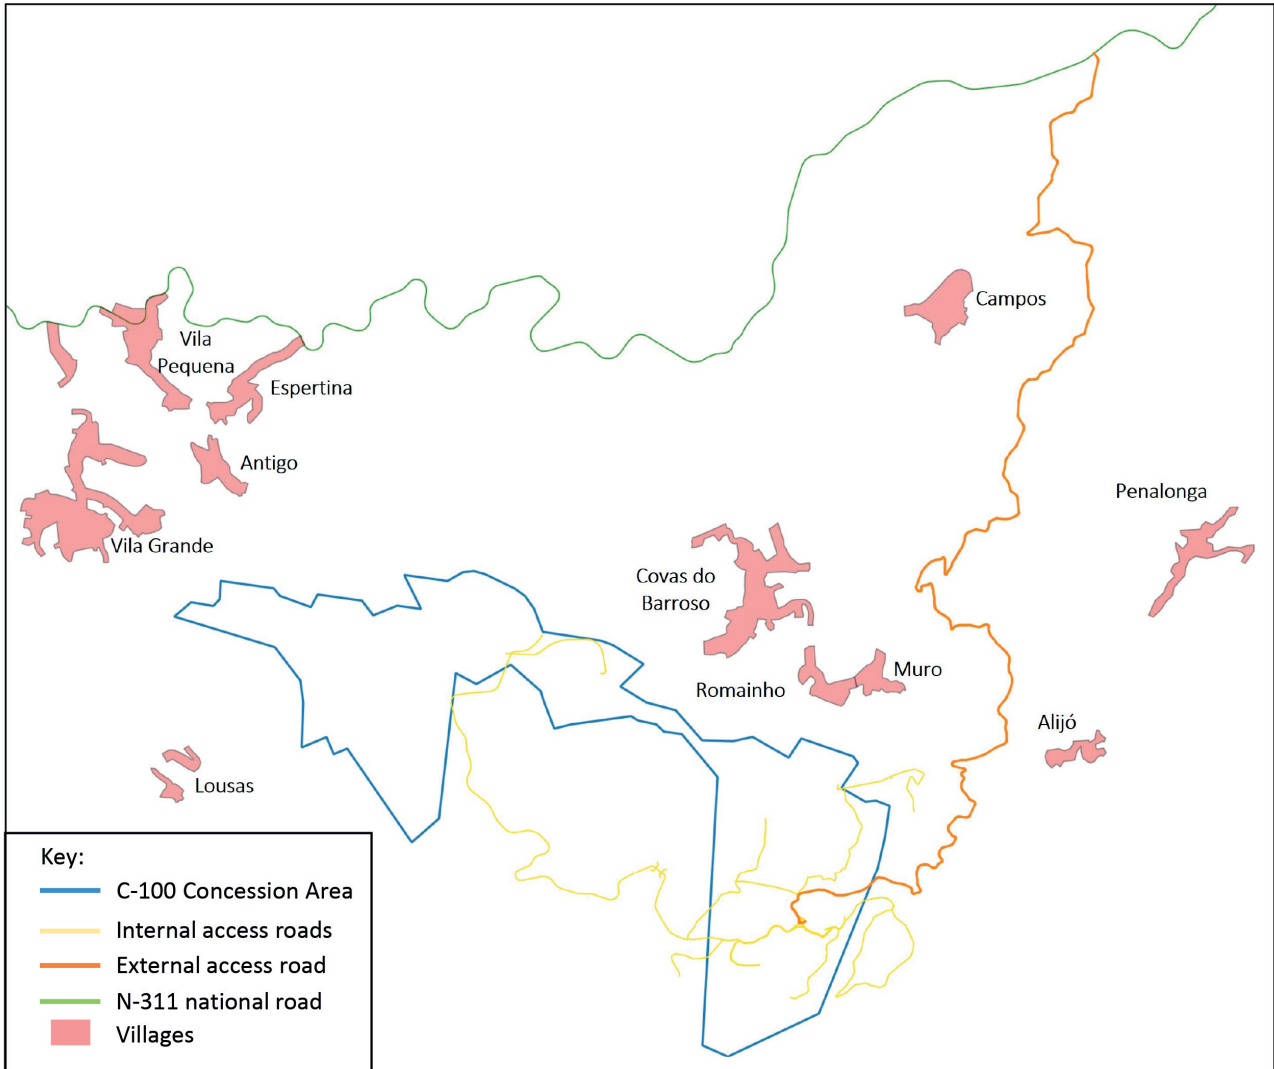 Campos
Vila
Pequena
Espertina
Antigo
Penalonga
Vila Grande
Covas do
Barroso
Muro
Romainho
Alijó
Lousas
Key:
C-100 Concession Area
Internal access roads
External access road
N-311 national road
Villages